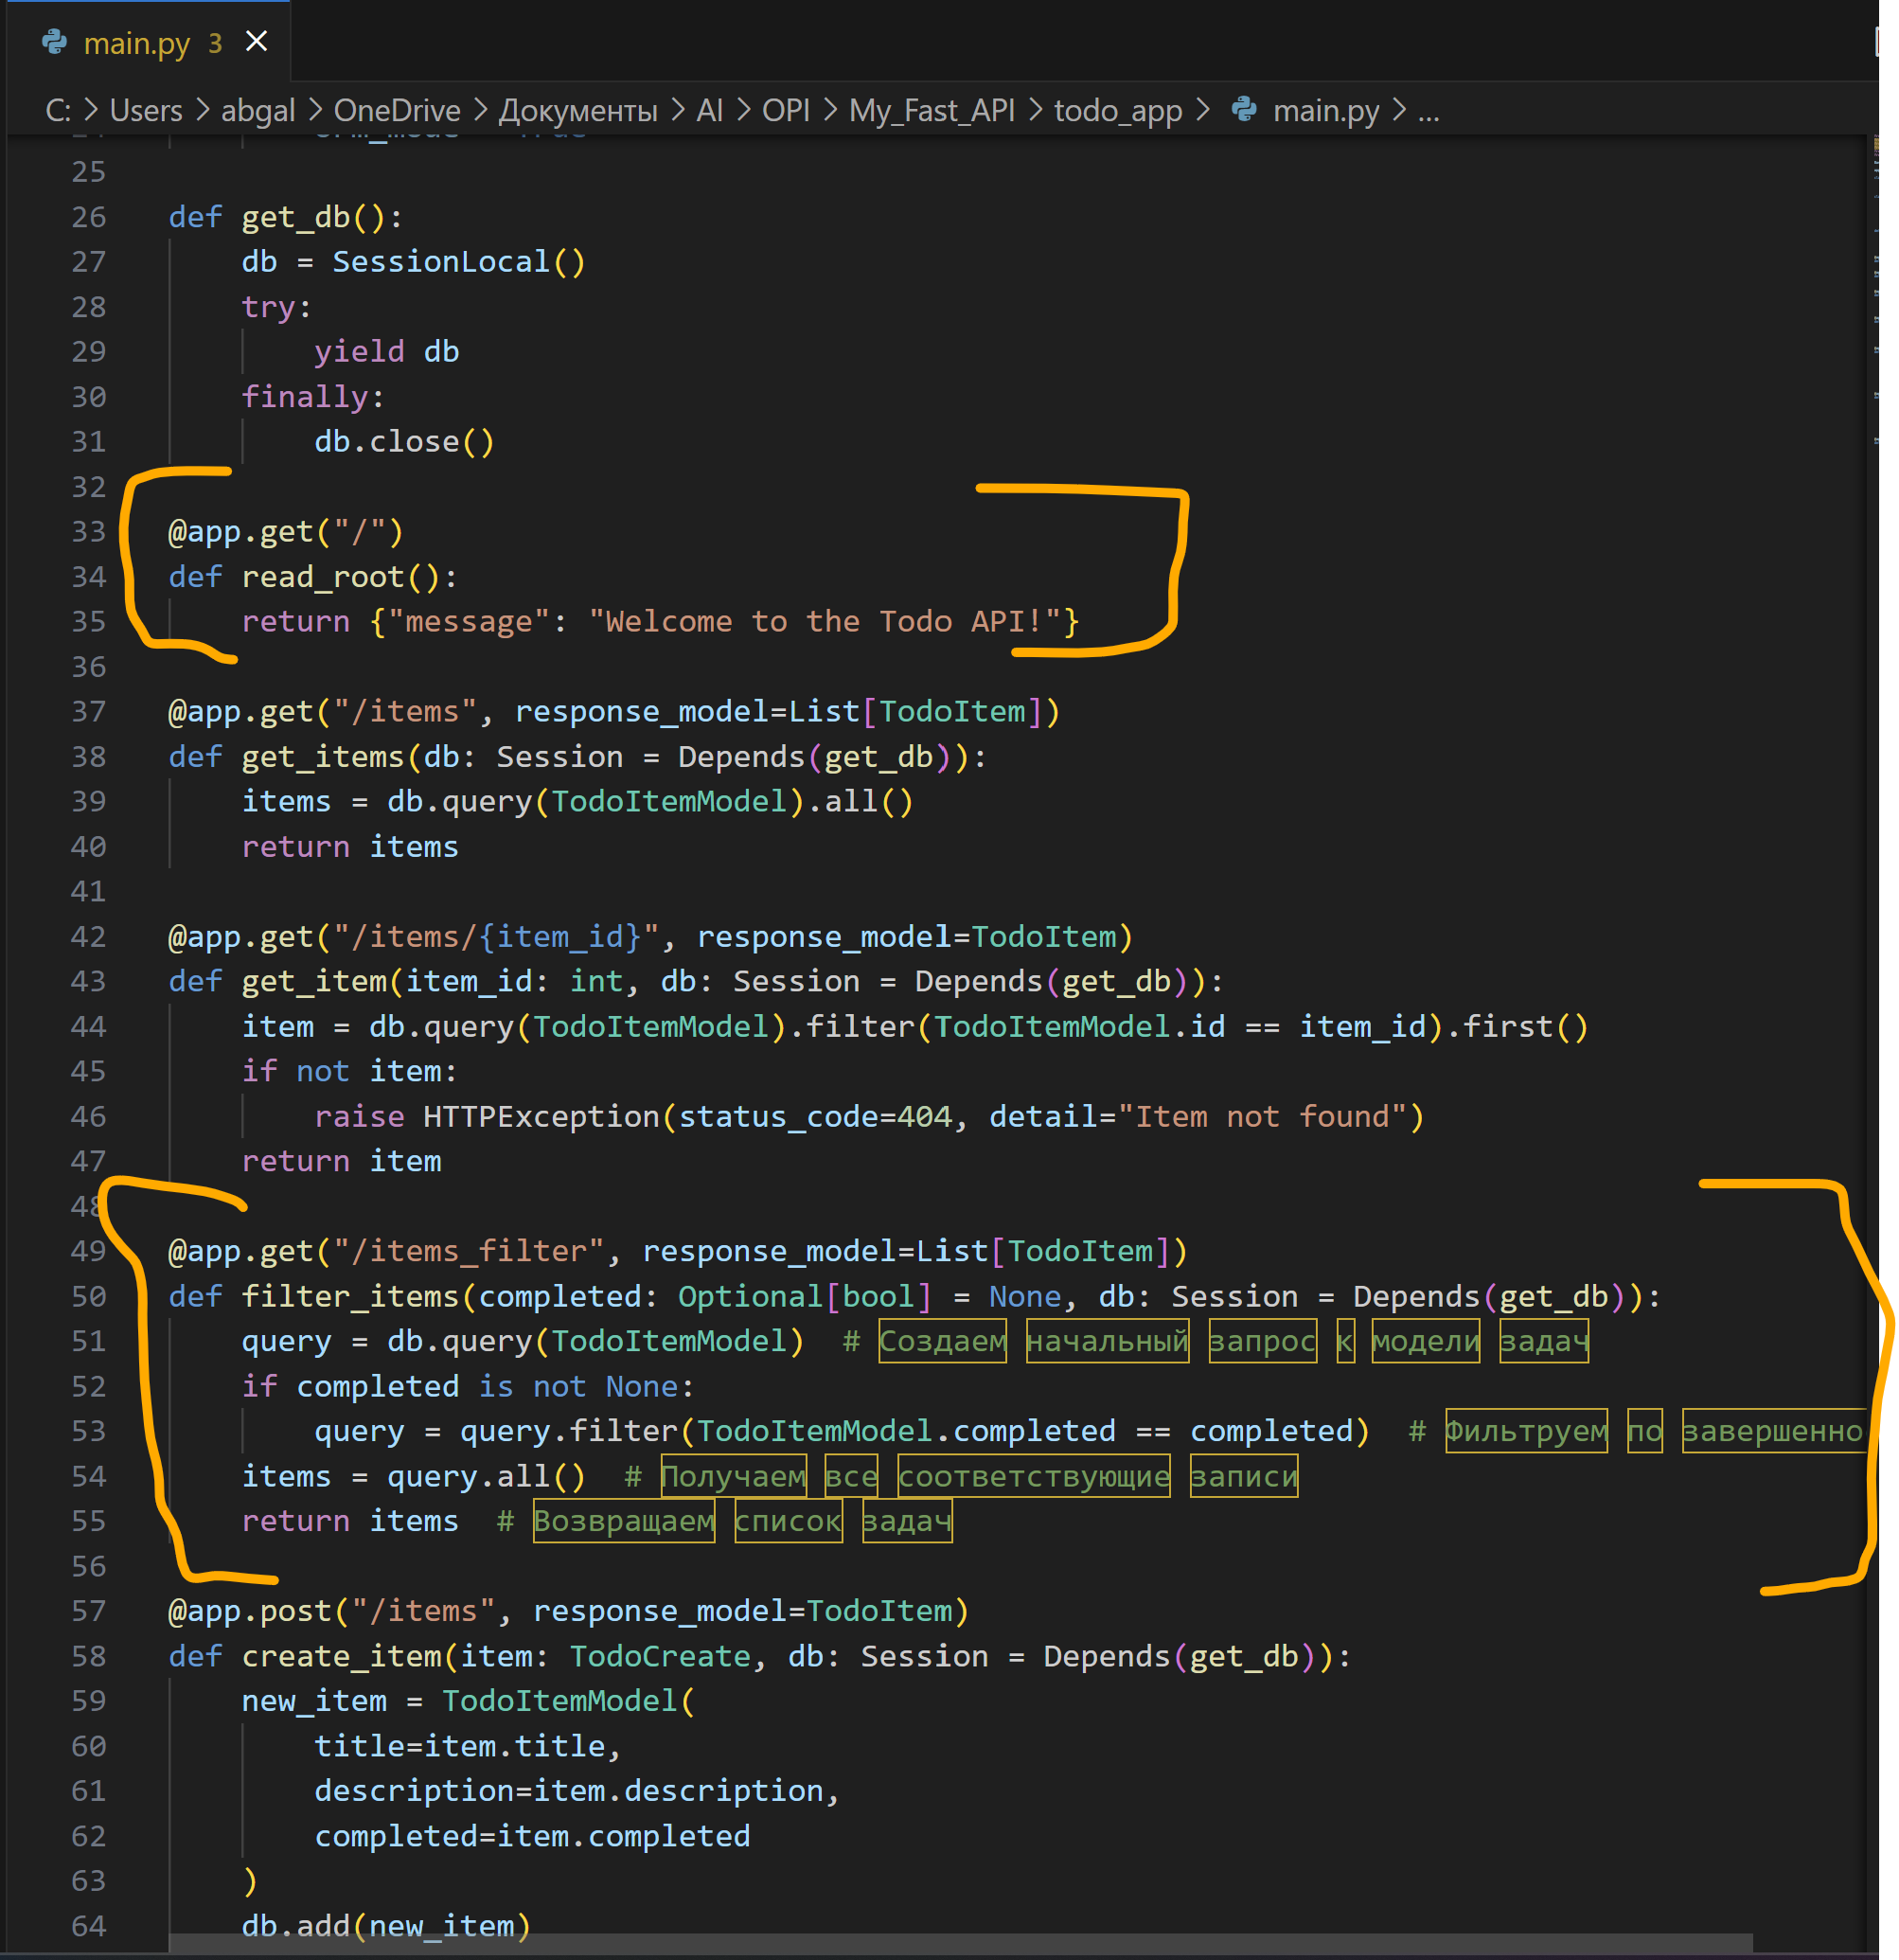 main.py 3
C: > Users > abgal > OneDrive > Документы > AI > OPI > My_Fast_API > todo_app > main.py > ...
25
26 def get_db():
27     db = SessionLocal()
28     try:
29         yield db
30     finally:
31         db.close()
32
33 @app.get("/")
34 def read_root():
35     return {"message": "Welcome to the Todo API!"}
36
37 @app.get("/items", response_model=List[TodoItem])
38 def get_items(db: Session = Depends(get_db)):
39     items = db.query(TodoItemModel).all()
40     return items
41
42 @app.get("/items/{item_id}", response_model=TodoItem)
43 def get_item(item_id: int, db: Session = Depends(get_db)):
44     item = db.query(TodoItemModel).filter(TodoItemModel.id == item_id).first()
45     if not item:
46         raise HTTPException(status_code=404, detail="Item not found")
47     return item
48
49 @app.get("/items_filter", response_model=List[TodoItem])
50 def filter_items(completed: Optional[bool] = None, db: Session = Depends(get_db)):
51     query = db.query(TodoItemModel)  # Создаем начальный запрос к модели задач
52     if completed is not None:
53         query = query.filter(TodoItemModel.completed == completed)  # Фильтруем по завершенно
54     items = query.all()  # Получаем все соответствующие записи
55     return items  # Возвращаем список задач
56
57 @app.post("/items", response_model=TodoItem)
58 def create_item(item: TodoCreate, db: Session = Depends(get_db)):
59     new_item = TodoItemModel(
60         title=item.title,
61         description=item.description,
62         completed=item.completed
63     )
64     db.add(new_item)